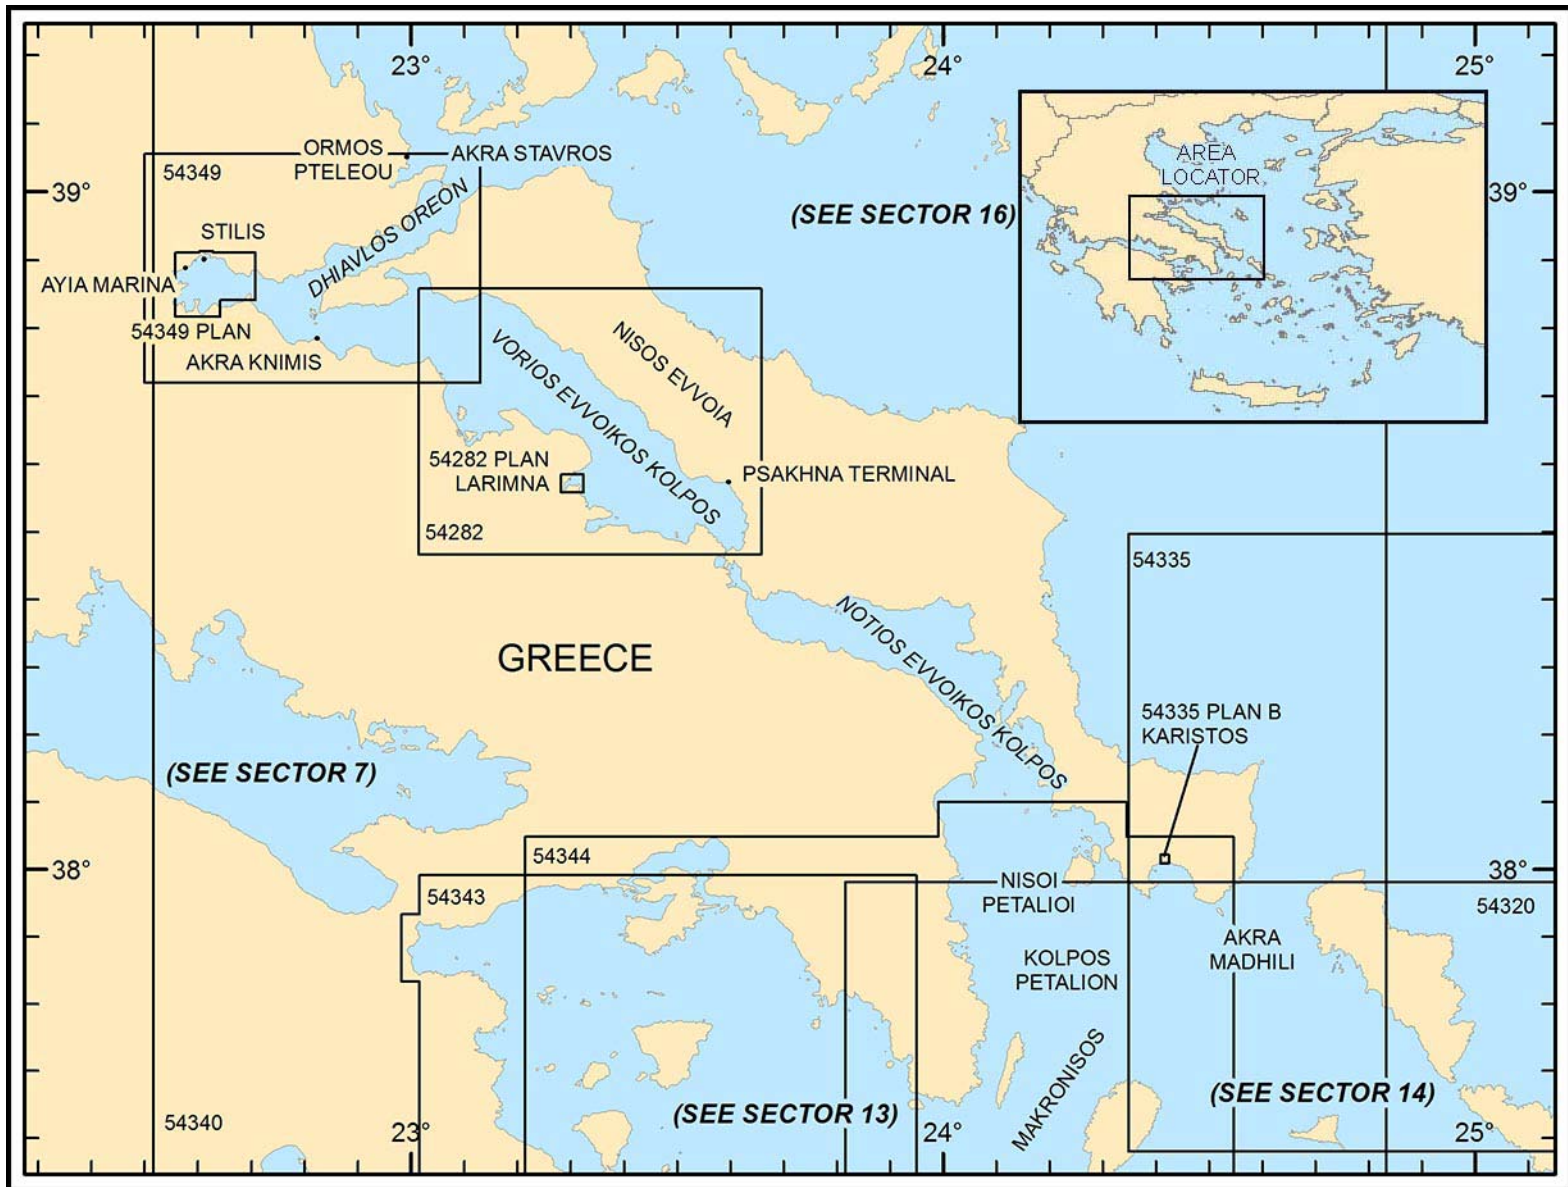 23°
24°
25°
AREA
LOCATOR
ORMOS
PTELEOU
AKRA STAVROS
54349
39°
39°
DHIAVLOS OREON
(SEE SECTOR 16)
STILIS
AYIA MARINA
54349 PLAN
AKRA KNIMIS
NISOS EVVOIA
VORIOS EVVOIKOS KOLPOS
54282 PLAN
LARIMNA
PSAKHNA TERMINAL
54282
54335
NOTIOS EVVOIKOS KOLPOS
GREECE
54335 PLAN B
KARISTOS
(SEE SECTOR 7)
54344
38°
38°
54343
NISOI
PETALIOI
54320
AKRA
MADHILI
KOLPOS
PETALION
MAKRONISOS
(SEE SECTOR 14)
(SEE SECTOR 13)
54340
23°
24°
25°